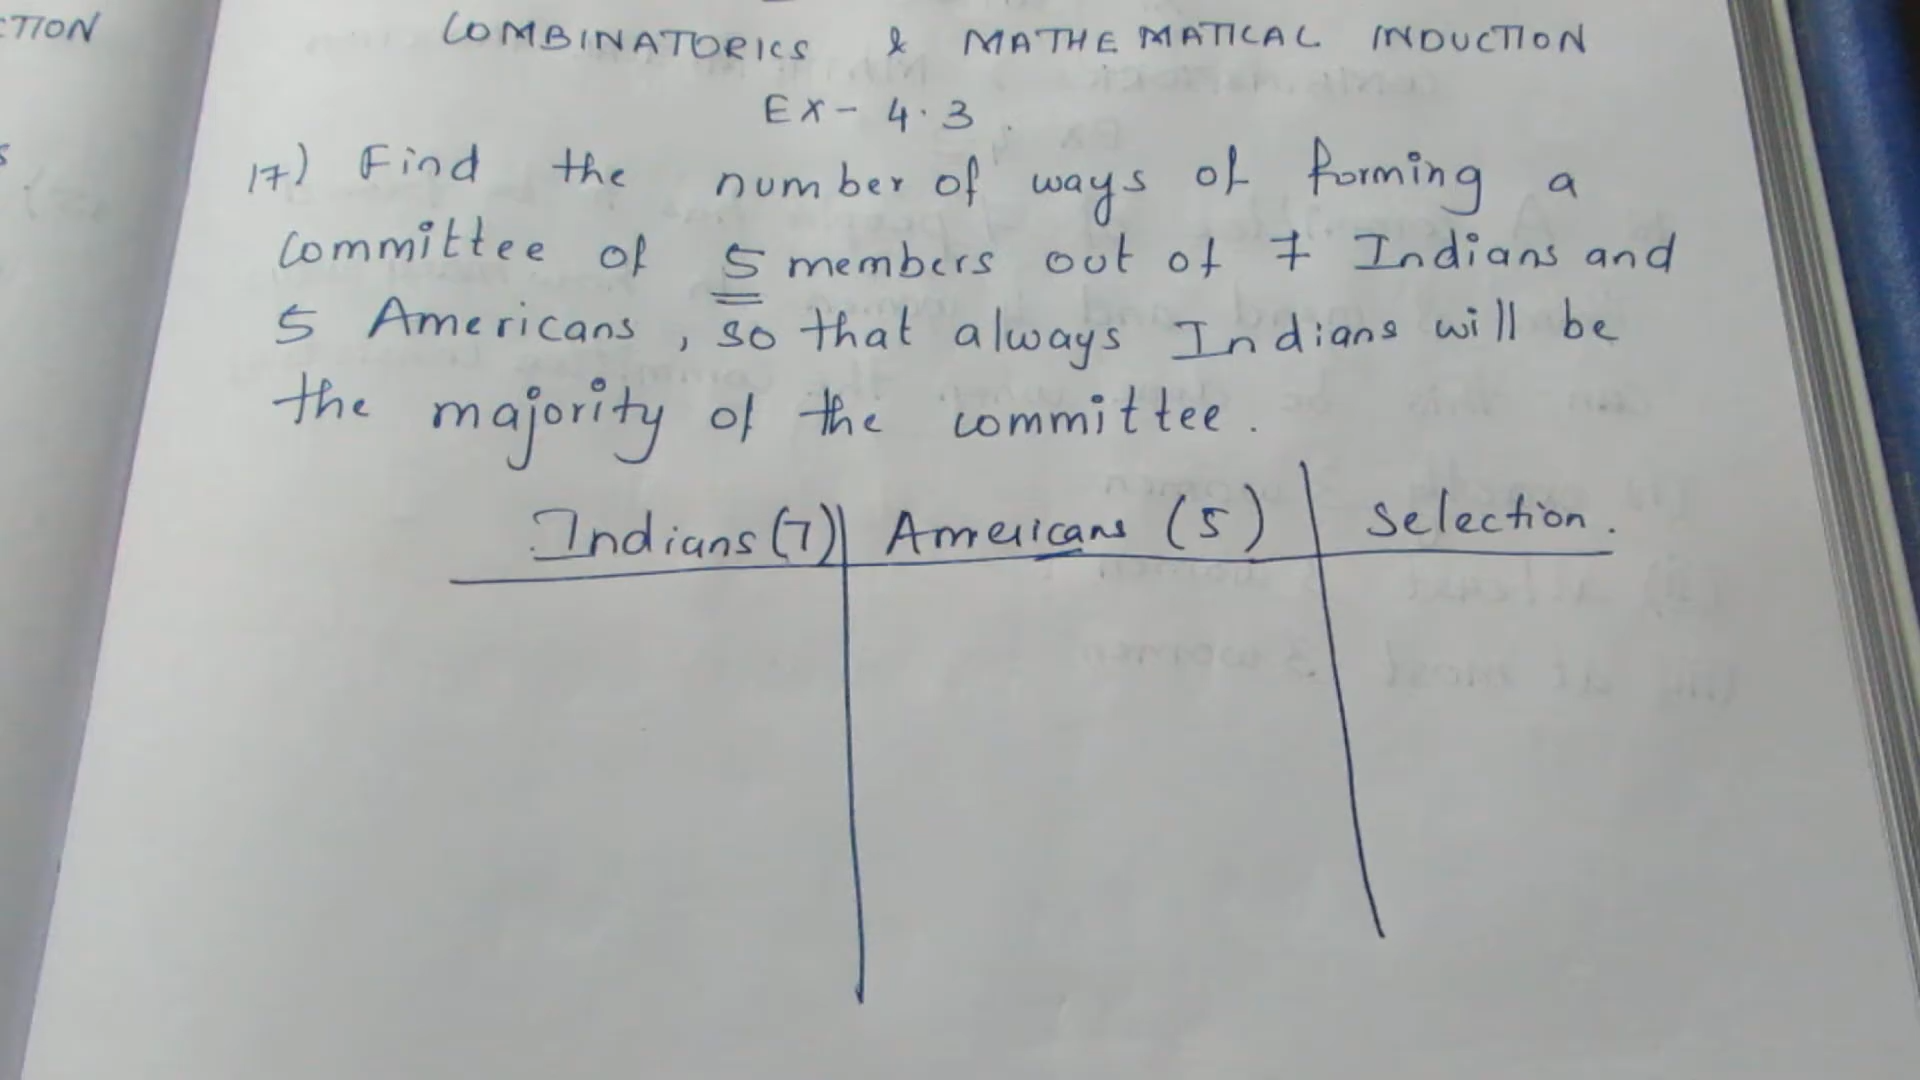 CTION
COMBINATORICS & MATHEMATICAL INDUCTION
EX- 4.3.
17) Find the number of ways of forming a
committee of 5 members out of 7 Indians and
5 Americans, so that always Indians will be
the majority of the committee.
Indians (7) Americans (5) Selection.